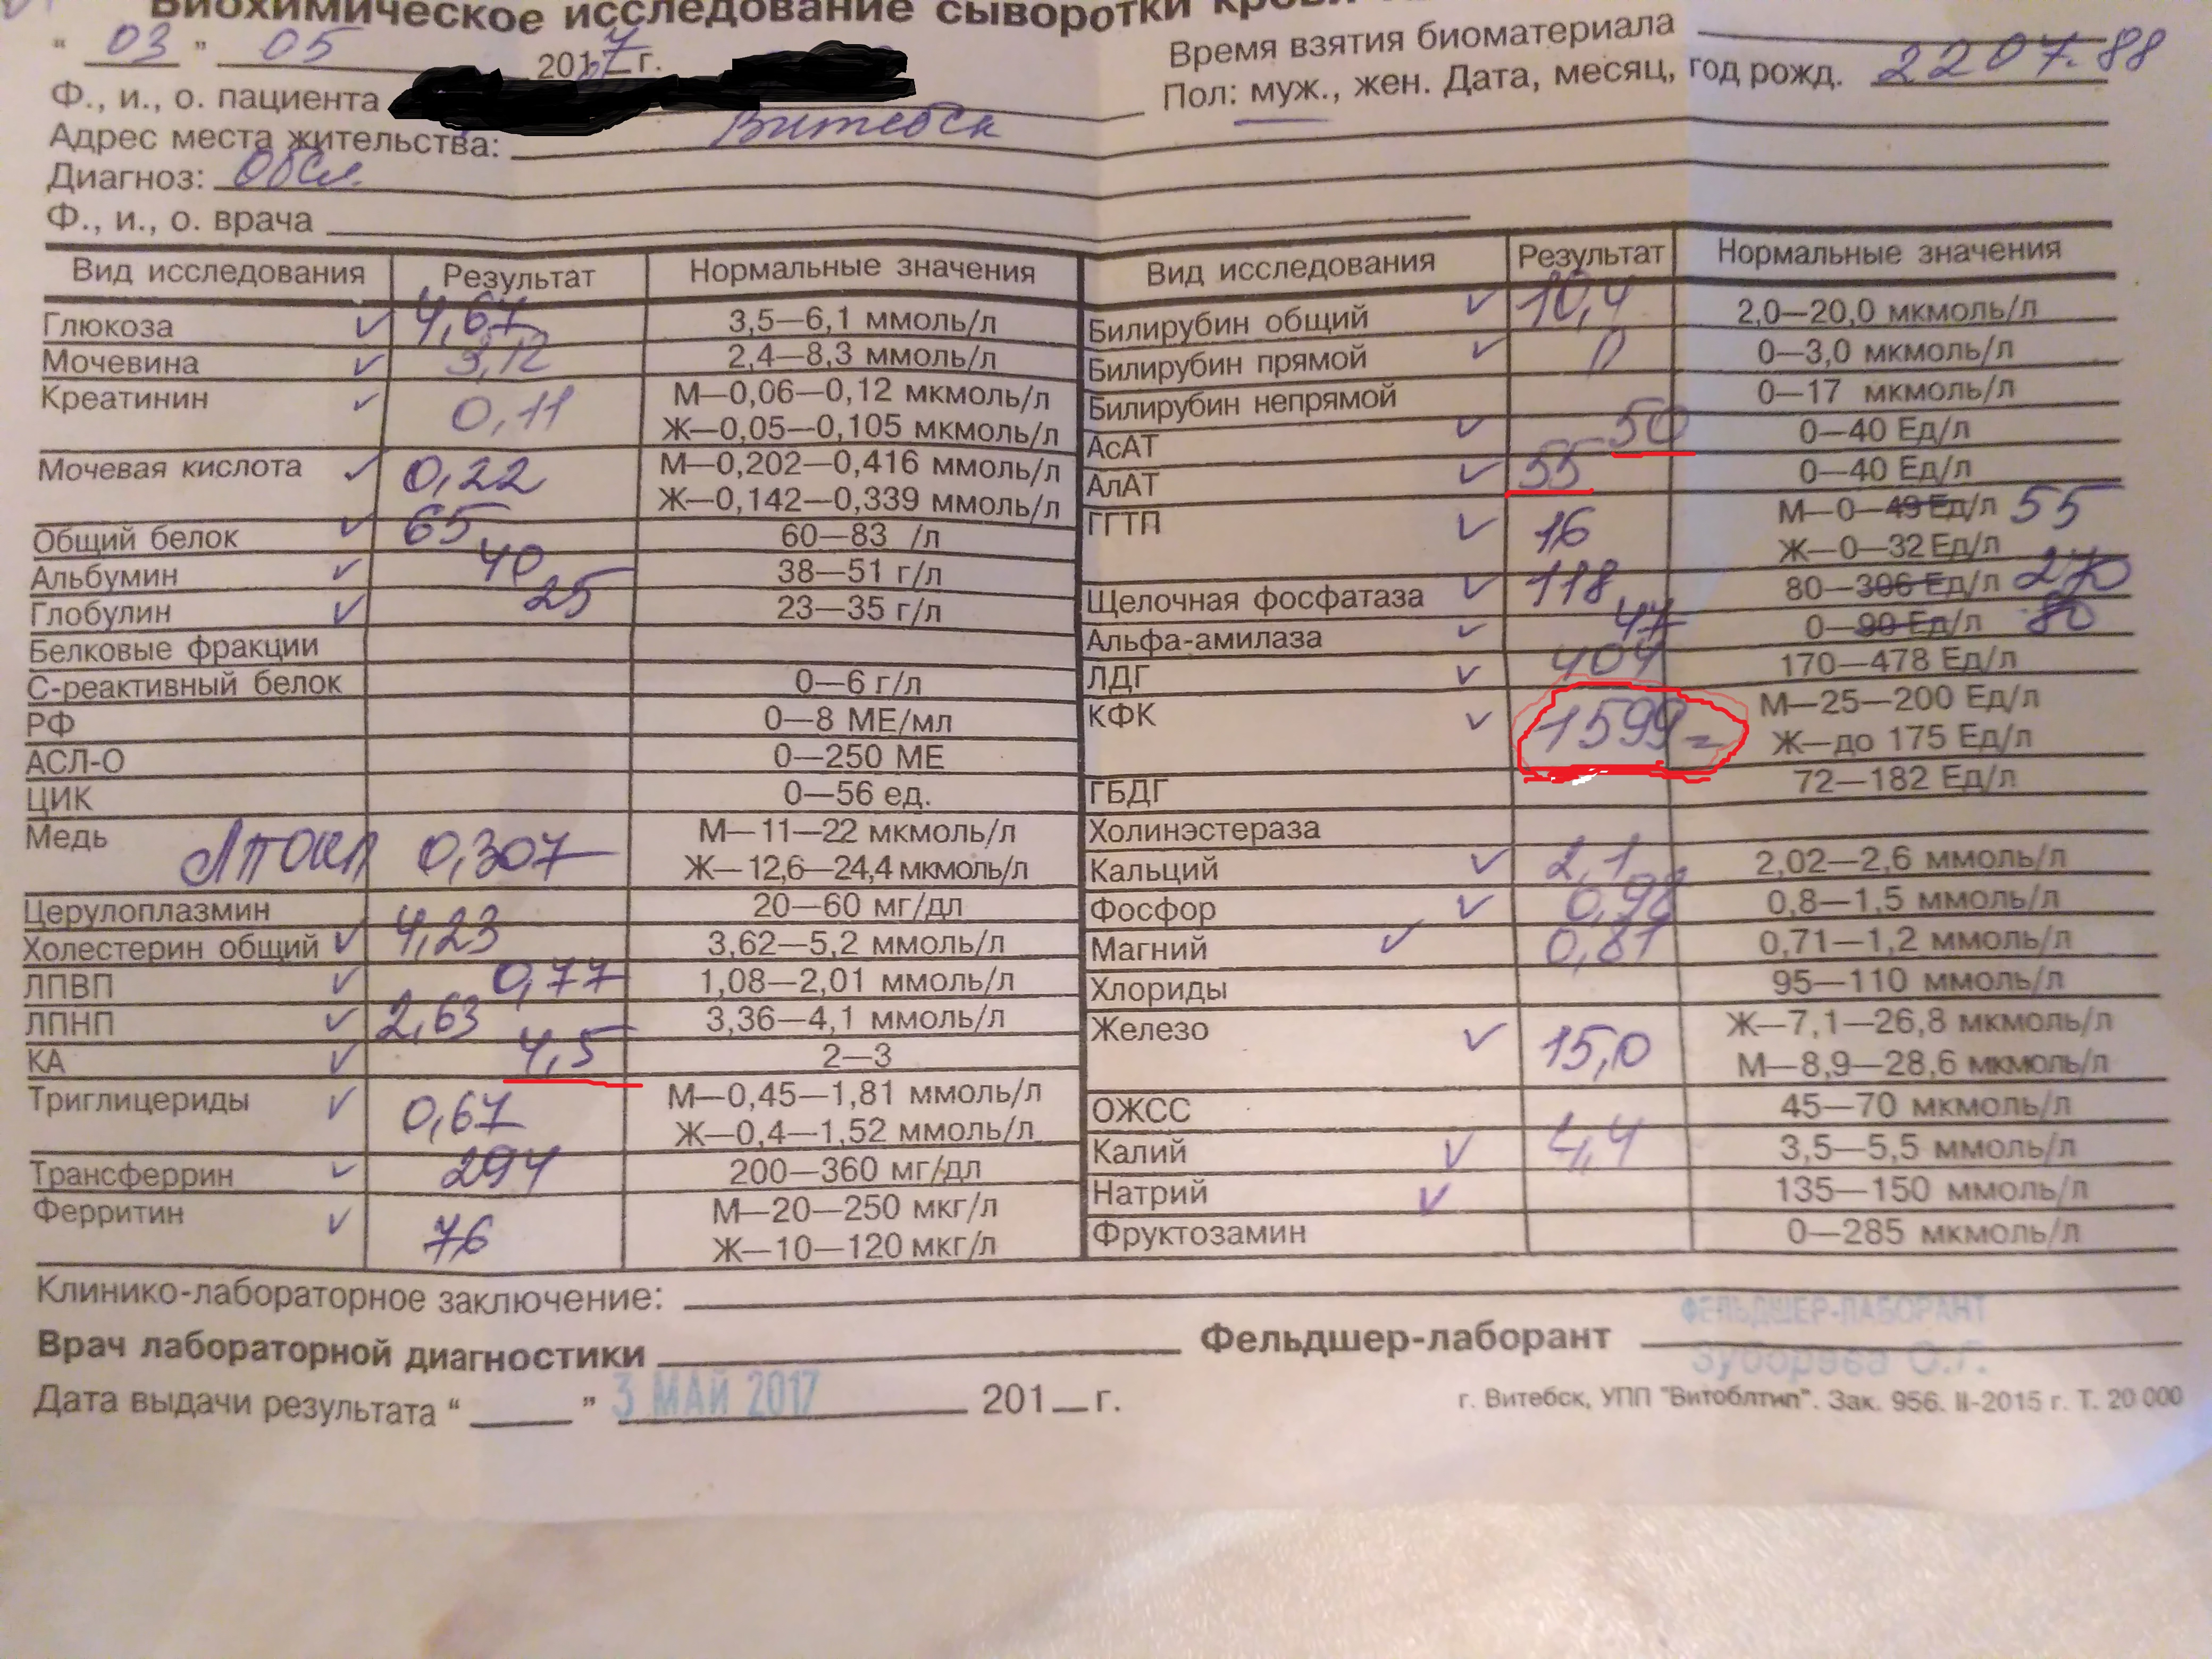 Биохимическое исследование сыворотки крови
“ 03 ” 05 2017 г.
Время взятия биоматериала
Ф., и., о. пациента
Пол: муж., жен. Дата, месяц, год рожд. 22 07. 88
Адрес места жительства: Витебск
Диагноз: Обсл.
Ф., и., о. врача
Вид исследования Результат Нормальные значения
Глюкоза 4,67 3,5—6,1 ммоль/л
Мочевина 3,12 2,4—8,3 ммоль/л
Креатинин 0,11 М—0,06—0,12 мкмоль/л
Ж—0,05—0,105 мкмоль/л
Мочевая кислота 0,22 М—0,202—0,416 ммоль/л
Ж—0,142—0,339 ммоль/л
Общий белок 65 60—83 /л
Альбумин 40 38—51 г/л
Глобулин 25 23—35 г/л
Белковые фракции
С-реактивный белок 0—6 г/л
РФ 0—8 МЕ/мл
АСЛ-О 0—250 МЕ
ЦИК 0—56 ед.
Медь М—11—22 мкмоль/л
0,307 Ж—12,6—24,4 мкмоль/л
Церулоплазмин 20—60 мг/дл
Холестерин общий 4,23 3,62—5,2 ммоль/л
ЛПВП 0,77 1,08—2,01 ммоль/л
ЛПНП 2,63 3,36—4,1 ммоль/л
КА 4,5 2—3
Триглицериды 0,67 М—0,45—1,81 ммоль/л
Ж—0,4—1,52 ммоль/л
Трансферрин 294 200—360 мг/дл
Ферритин 76 М—20—250 мкг/л
Ж—10—120 мкг/л
Вид исследования Результат Нормальные значения
Билирубин общий 10,4 2,0—20,0 мкмоль/л
Билирубин прямой 0—3,0 мкмоль/л
Билирубин непрямой 0—17 мкмоль/л
АсАТ 50 0—40 Ед/л
АлАТ 55 0—40 Ед/л
ГГТП 16 М—0—49 Ед/л 55
Ж—0—32 Ед/л
Щелочная фосфатаза 118 80—306 Ед/л 270
Альфа-амилаза 47 0—90 Ед/л 80
ЛДГ 404 170—478 Ед/л
КФК 1599 М—25—200 Ед/л
Ж—до 175 Ед/л
ГБДГ 72—182 Ед/л
Холинэстераза
Кальций 2,1 2,02—2,6 ммоль/л
Фосфор 0,98 0,8—1,5 ммоль/л
Магний 0,81 0,71—1,2 ммоль/л
Хлориды 95—110 ммоль/л
Железо 15,0 Ж—7,1—26,8 мкмоль/л
М—8,9—28,6 мкмоль/л
ОЖСС 45—70 мкмоль/л
Калий 4,4 3,5—5,5 ммоль/л
Натрий 135—150 ммоль/л
Фруктозамин 0—285 мкмоль/л
Клинико-лабораторное заключение:
Врач лабораторной диагностики
Фельдшер-лаборант
ФЕЛЬДШЕР-ЛАБОРАНТ
Дата выдачи результата “ ” 3 МАЙ 2017 201 г.
г. Витебск, УПП "Витоблтип". Зак. 956. II-2015 г. Т. 20 000